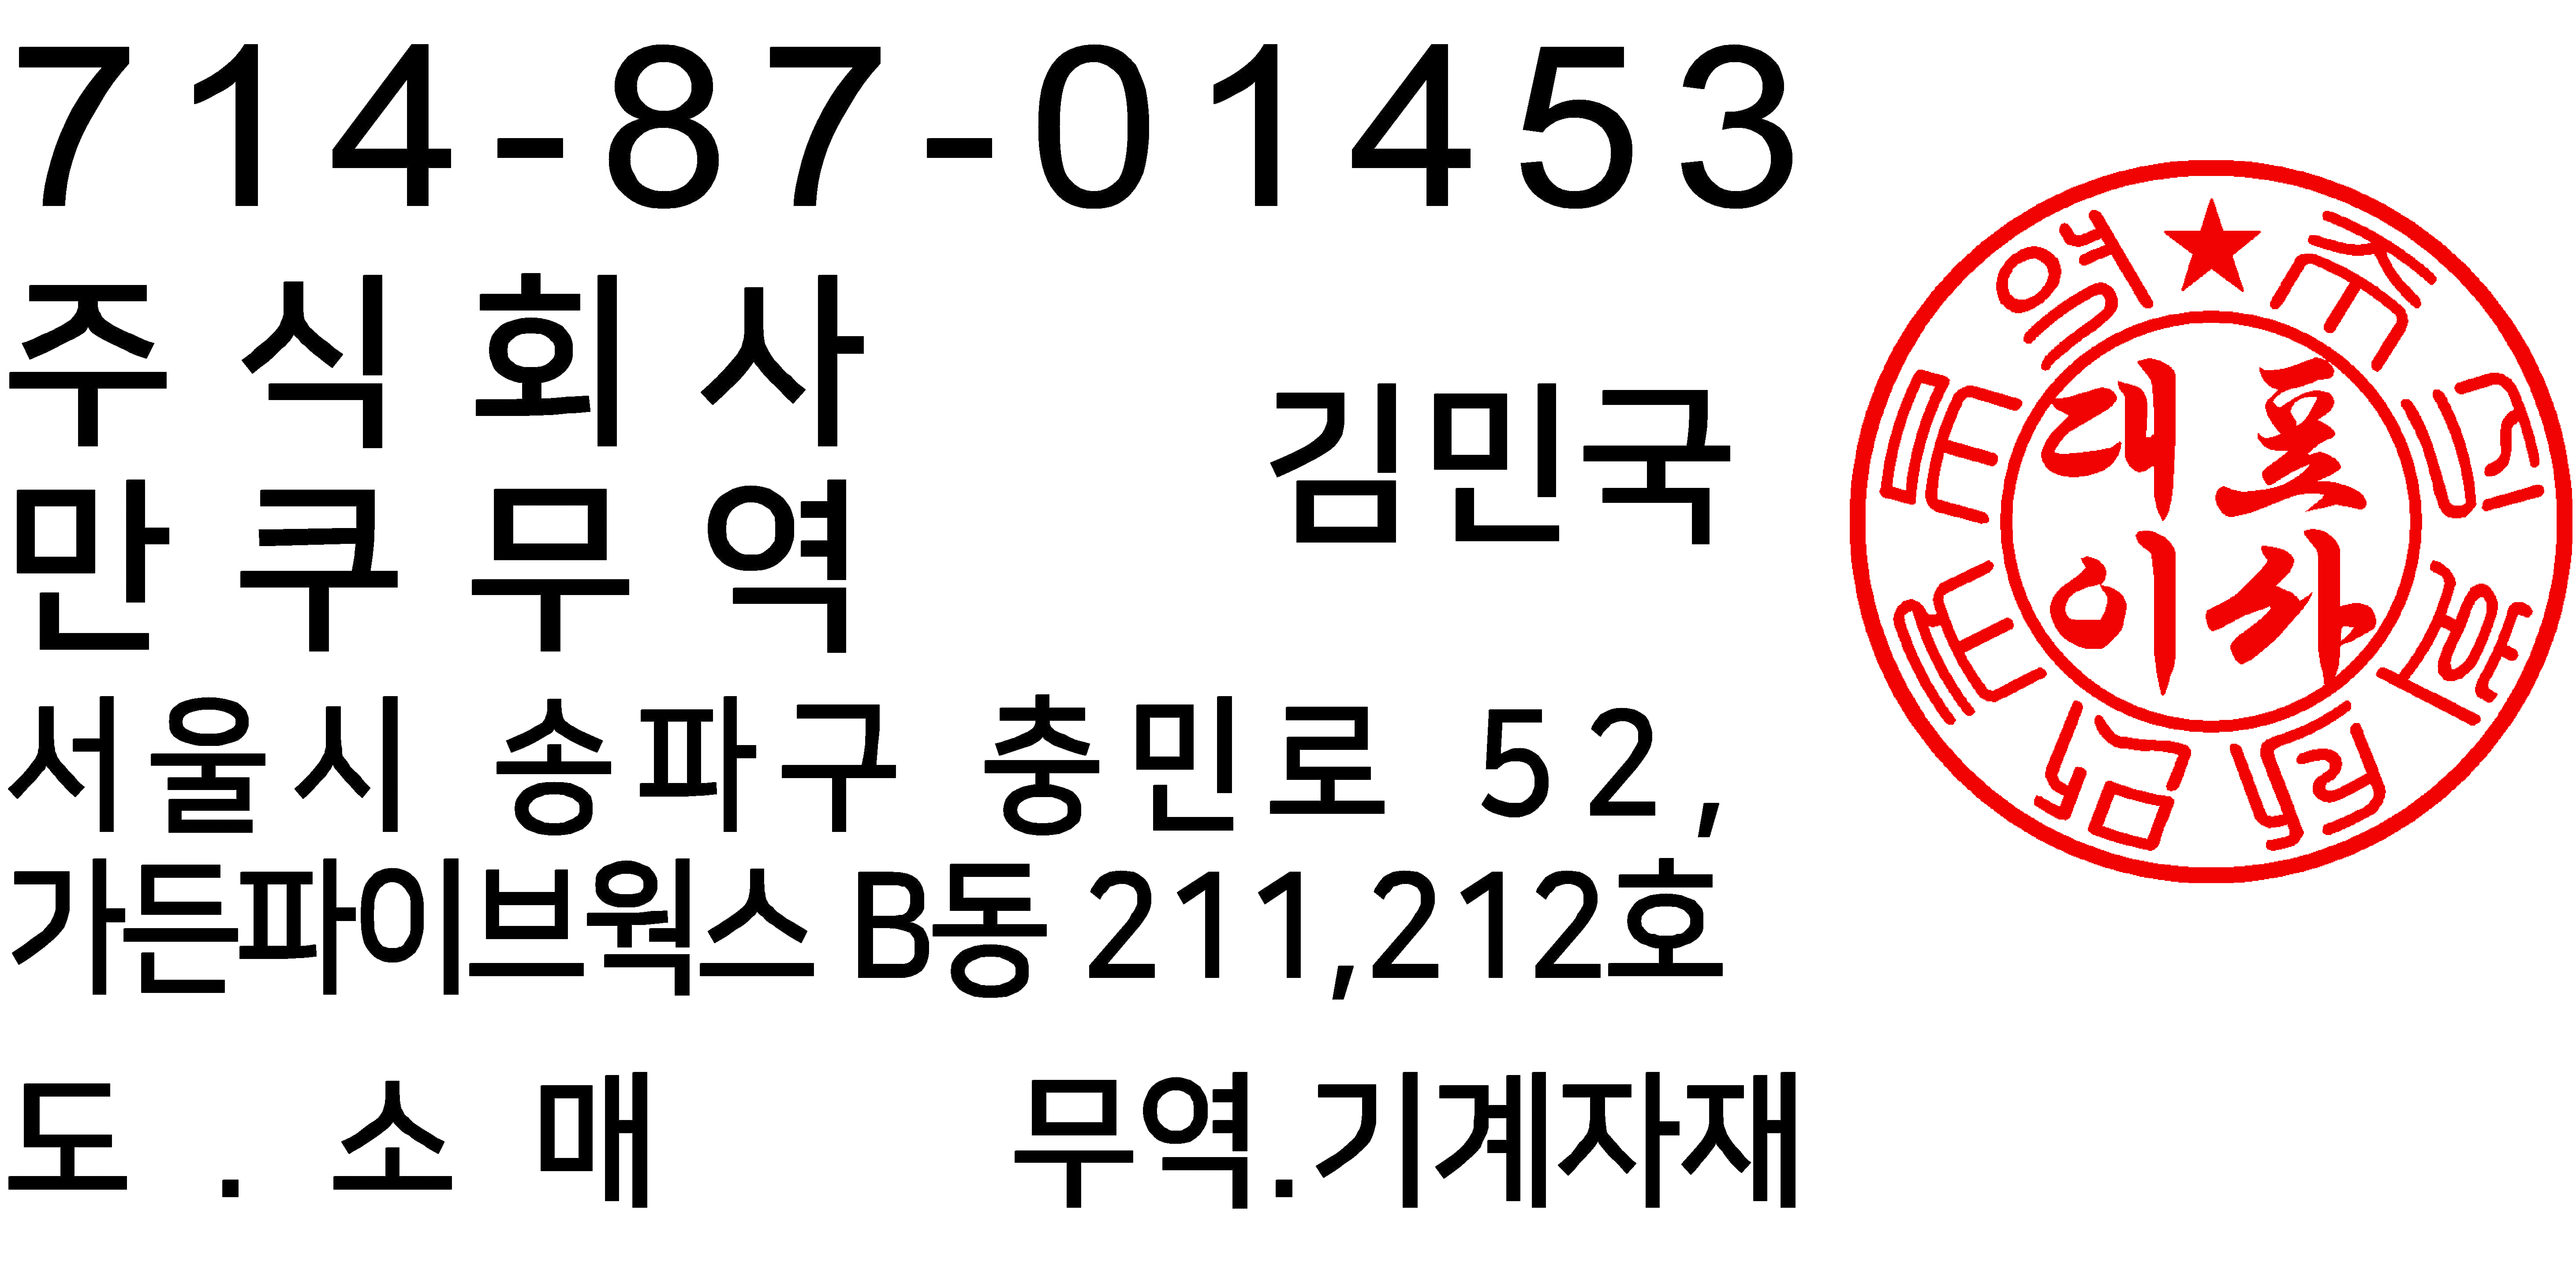 714-87-01453
주식회사
만쿠무역
김민국
서울시 송파구 충민로 52,
가든파이브웍스 B동 211,212호
도.소매 무역.기계자재
대표
이사